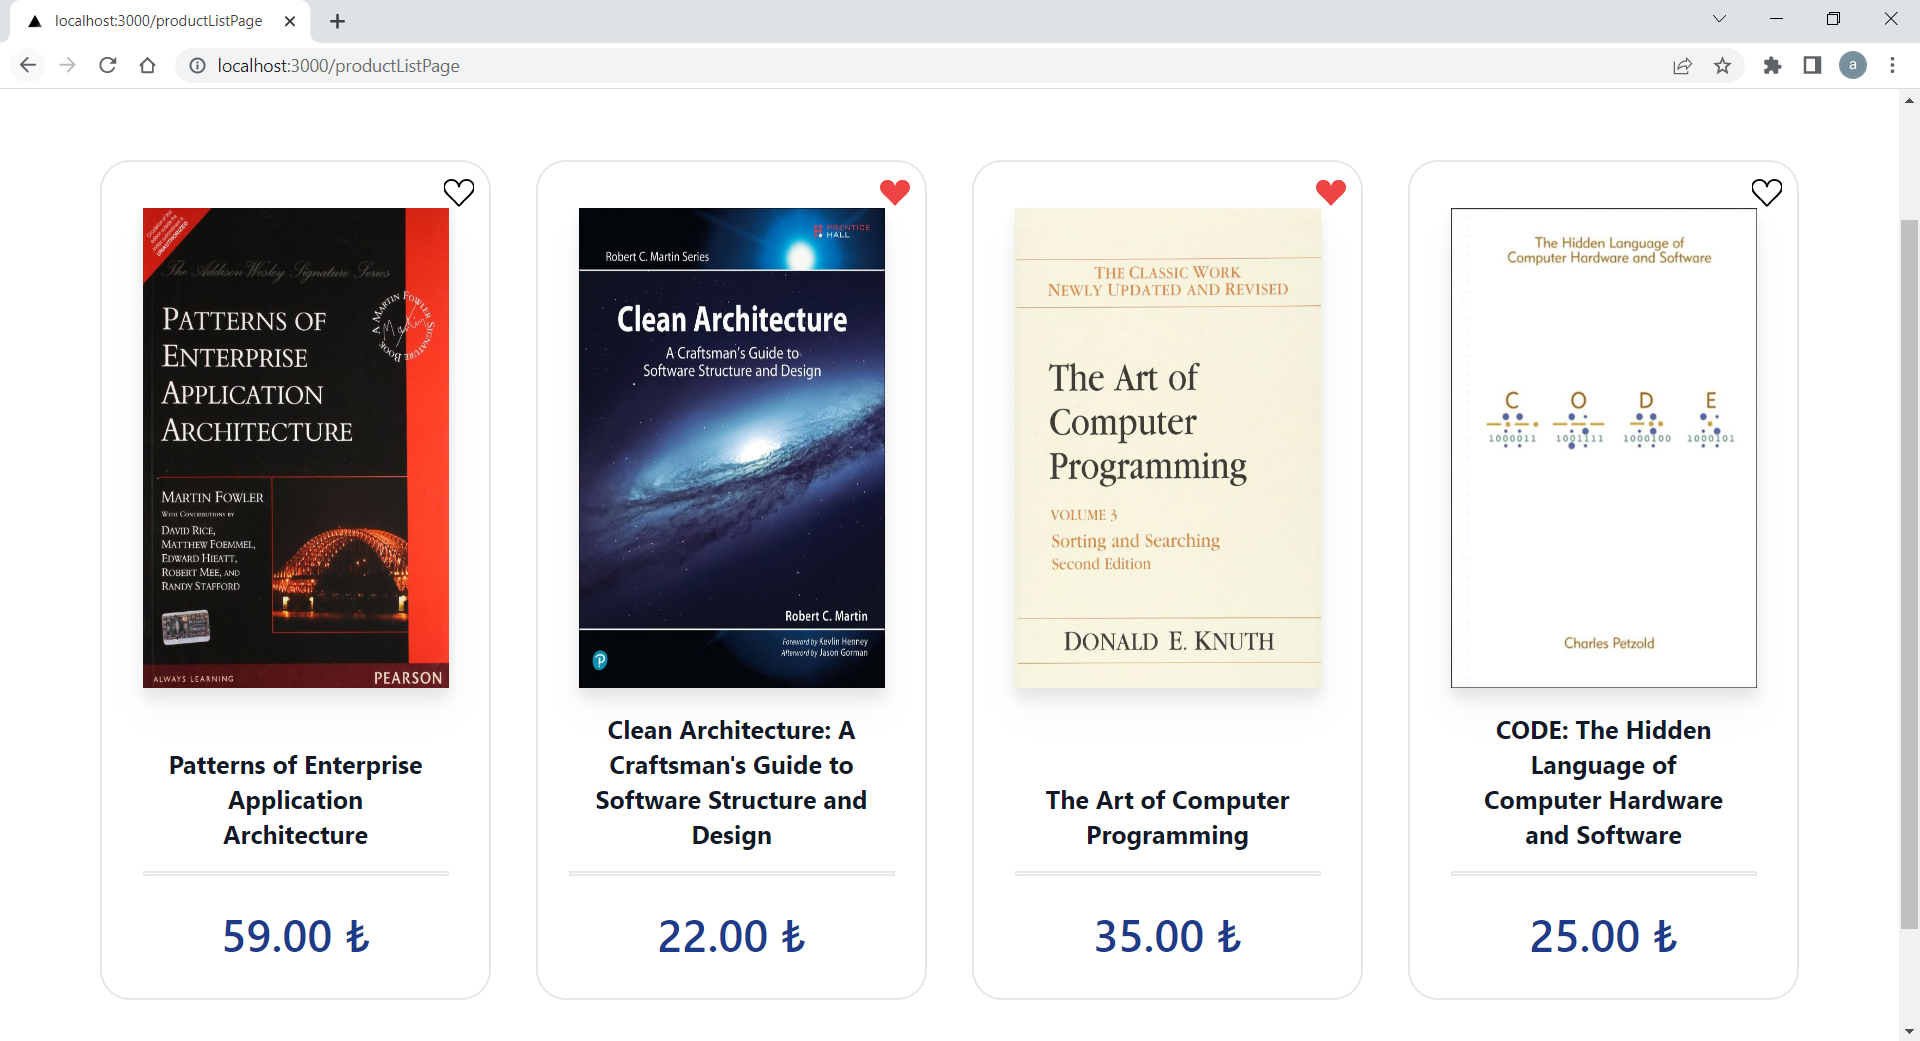 localhost:3000/productListPage
localhost:3000/productListPage
a
UNAUTHORIZED
The Addison Wesley Signature Series
PATTERNS OF
ENTERPRISE
APPLICATION
ARCHITECTURE
A MARTIN FOWLER SIGNATURE BOOK
Martin
MARTIN FOWLER
WITH CONTRIBUTIONS BY
DAVID RICE,
MATTHEW FOEMMEL,
EDWARD HIEATT,
ROBERT MEE, AND
RANDY STAFFORD
ALWAYS LEARNING
PEARSON
Patterns of Enterprise
Application
Architecture
59.00 ₺
PRENTICE
HALL
Robert C. Martin Series
Clean Architecture
A Craftsman's Guide to
Software Structure and Design
Robert C. Martin
Foreword by Kevlin Henney
Afterword by Jason Gorman
P
Clean Architecture: A
Craftsman's Guide to
Software Structure and
Design
22.00 ₺
THE CLASSIC WORK
NEWLY UPDATED AND REVISED
The Art of
Computer
Programming
VOLUME 3
Sorting and Searching
Second Edition
DONALD E. KNUTH
The Art of Computer
Programming
35.00 ₺
The Hidden Language of
Computer Hardware and Software
C O D E
1000011 1001111 1000100 1000101
Charles Petzold
CODE: The Hidden
Language of
Computer Hardware
and Software
25.00 ₺